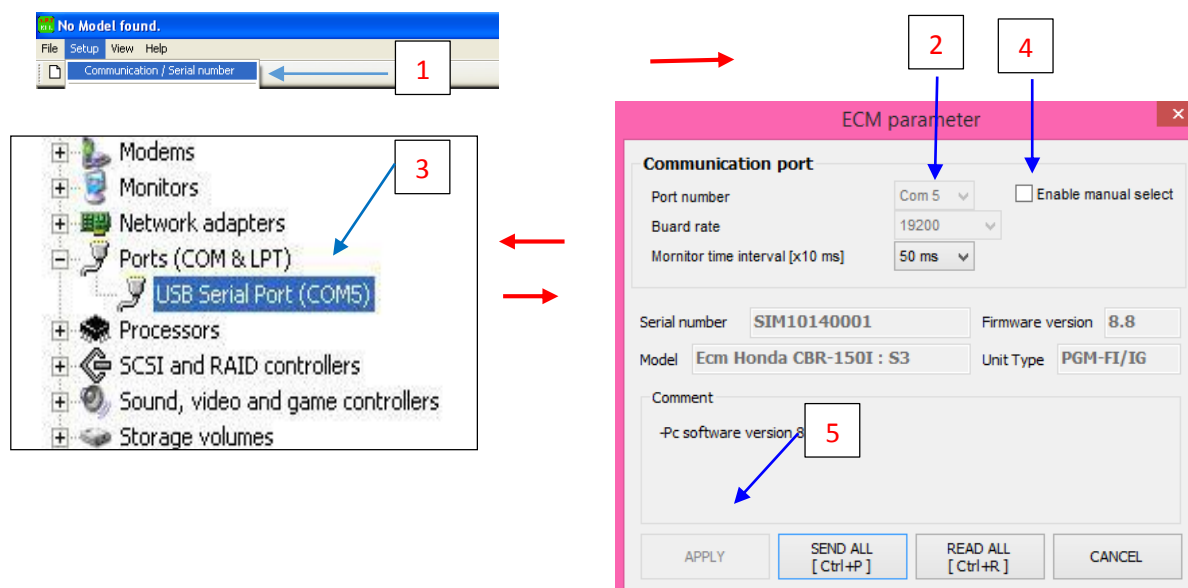 No Model found.
File Setup View Help
Communication / Serial number
1
2
4
3
Modems
Monitors
Network adapters
Ports (COM & LPT)
USB Serial Port (COM5)
Processors
SCSI and RAID controllers
Sound, video and game controllers
Storage volumes
ECM parameter
Communication port
Port number Com 5 Enable manual select
Buard rate 19200
Mornitor time interval [x10 ms] 50 ms
Serial number SIM10140001 Firmware version 8.8
Model Ecm Honda CBR-150I : S3 Unit Type PGM-FI/IG
Comment
-Pc software version 8
5
APPLY SEND ALL [ Ctrl+P ] READ ALL [ Ctrl+R ] CANCEL